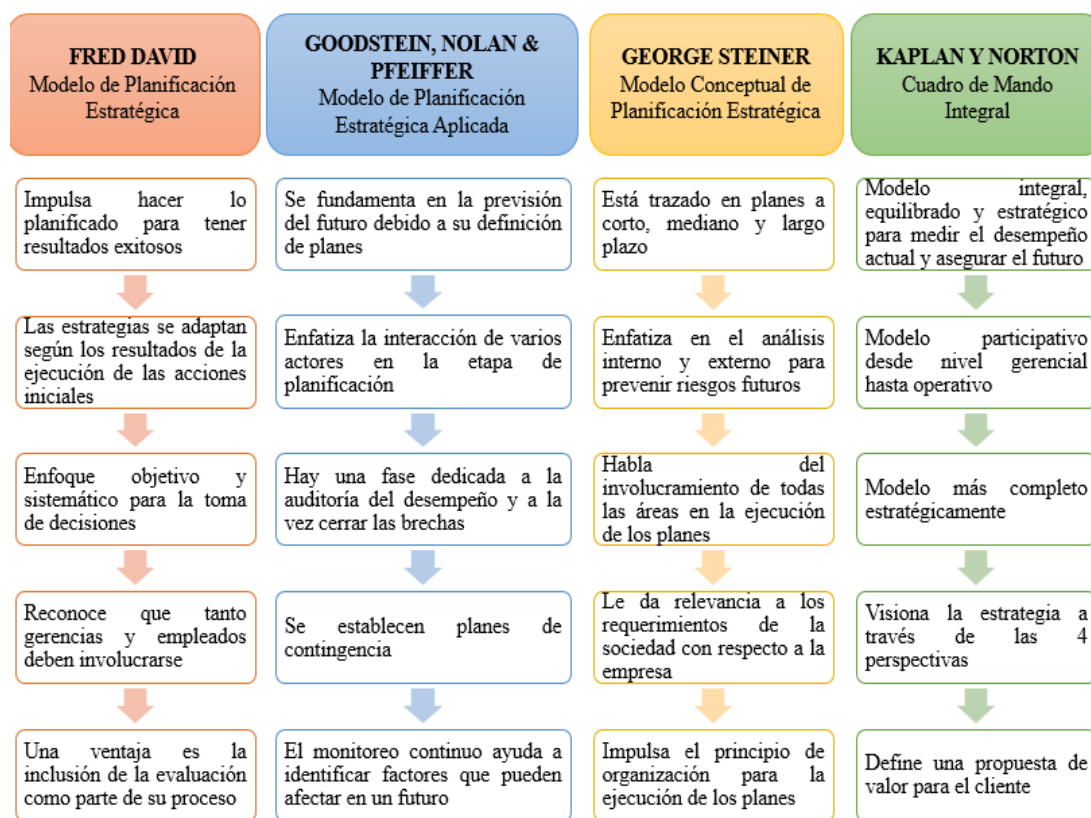 FRED DAVID
Modelo de Planificación
Estratégica
Impulsa hacer lo
planificado para tener
resultados exitosos
Las estrategias se adaptan
según los resultados de la
ejecución de las acciones
iniciales
Enfoque objetivo y
sistemático para la toma
de decisiones
Reconoce que tanto
gerencias y empleados
deben involucrarse
Una ventaja es la
inclusión de la evaluación
como parte de su proceso
GOODSTEIN, NOLAN &
PFEIFFER
Modelo de Planificación
Estratégica Aplicada
Se fundamenta en la previsión
del futuro debido a su definición
de planes
Enfatiza la interacción de varios
actores en la etapa de
planificación
Hay una fase dedicada a la
auditoría del desempeño y a la
vez cerrar las brechas
Se establecen planes de
contingencia
El monitoreo continuo ayuda a
identificar factores que pueden
afectar en un futuro
GEORGE STEINER
Modelo Conceptual de
Planificación Estratégica
Está trazado en planes a
corto, mediano y largo
plazo
Enfatiza en el análisis
interno y externo para
prevenir riesgos futuros
Habla del
involucramiento de todas
las áreas en la ejecución
de los planes
Le da relevancia a los
requerimientos de la
sociedad con respecto a la
empresa
Impulsa el principio de
organización para la
ejecución de los planes
KAPLAN Y NORTON
Cuadro de Mando
Integral
Modelo integral,
equilibrado y estratégico
para medir el desempeño
actual y asegurar el futuro
Modelo participativo
desde nivel gerencial
hasta operativo
Modelo más completo
estratégicamente
Visiona la estrategia a
través de las 4
perspectivas
Define una propuesta de
valor para el cliente